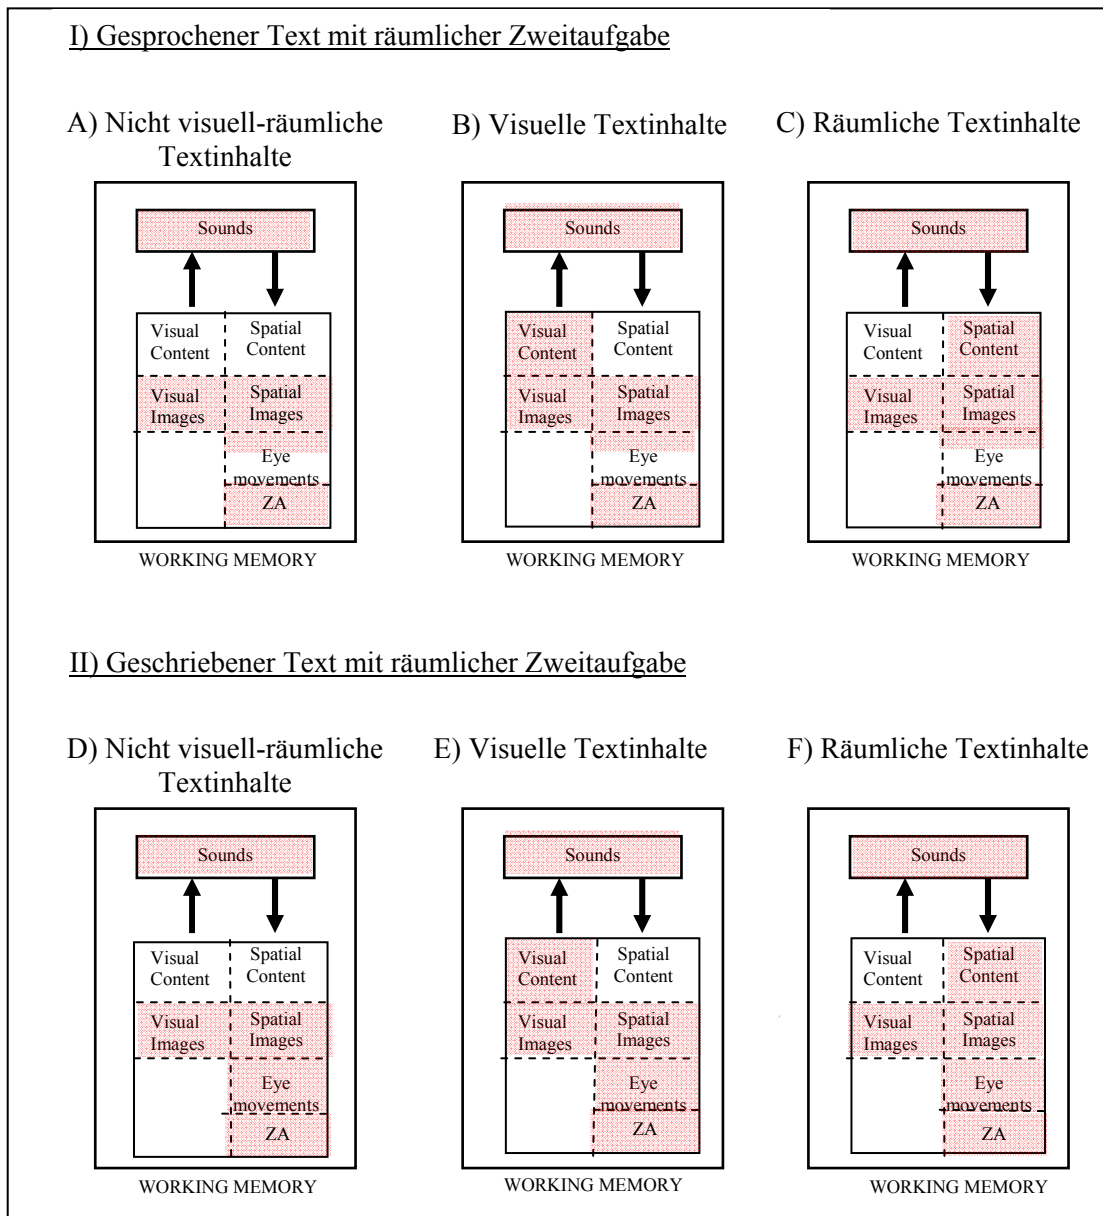 I) Gesprochener Text mit räumlicher Zweitaufgabe
A) Nicht visuell-räumliche
Textinhalte
B) Visuelle Textinhalte
C) Räumliche Textinhalte
Sounds
Visual
Content
Spatial
Content
Visual
Images
Spatial
Images
Eye
movements
ZA
WORKING MEMORY
Sounds
Visual
Content
Spatial
Content
Visual
Images
Spatial
Images
Eye
movements
ZA
WORKING MEMORY
Sounds
Visual
Content
Spatial
Content
Visual
Images
Spatial
Images
Eye
movements
ZA
WORKING MEMORY
II) Geschriebener Text mit räumlicher Zweitaufgabe
D) Nicht visuell-räumliche
Textinhalte
E) Visuelle Textinhalte
F) Räumliche Textinhalte
Sounds
Visual
Content
Spatial
Content
Visual
Images
Spatial
Images
Eye
movements
ZA
WORKING MEMORY
Sounds
Visual
Content
Spatial
Content
Visual
Images
Spatial
Images
Eye
movements
ZA
WORKING MEMORY
Sounds
Visual
Content
Spatial
Content
Visual
Images
Spatial
Images
Eye
movements
ZA
WORKING MEMORY